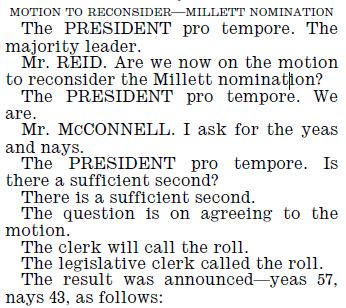 MOTION TO RECONSIDER—MILLETT NOMINATION
The PRESIDENT pro tempore. The
majority leader.
Mr. REID. Are we now on the motion
to reconsider the Millett nomination?
The PRESIDENT pro tempore. We
are.
Mr. MCCONNELL. I ask for the yeas
and nays.
The PRESIDENT pro tempore. Is
there a sufficient second?
There is a sufficient second.
The question is on agreeing to the
motion.
The clerk will call the roll.
The legislative clerk called the roll.
The result was announced—yeas 57,
nays 43, as follows: